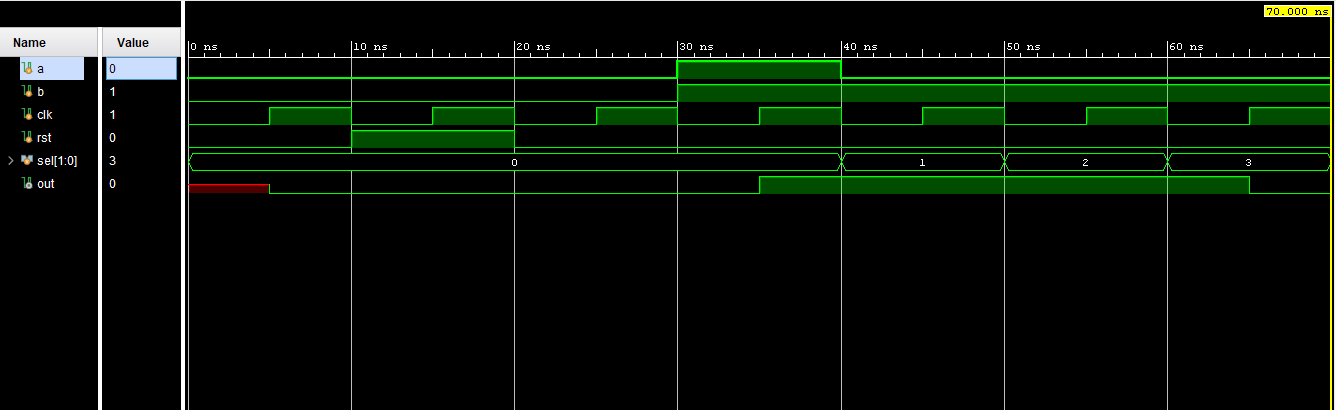 70.000 ns
Name Value
0 ns 10 ns 20 ns 30 ns 40 ns 50 ns 60 ns
a 0
b 1
clk 1
rst 0
sel[1:0] 3 0 1 2 3
out 0